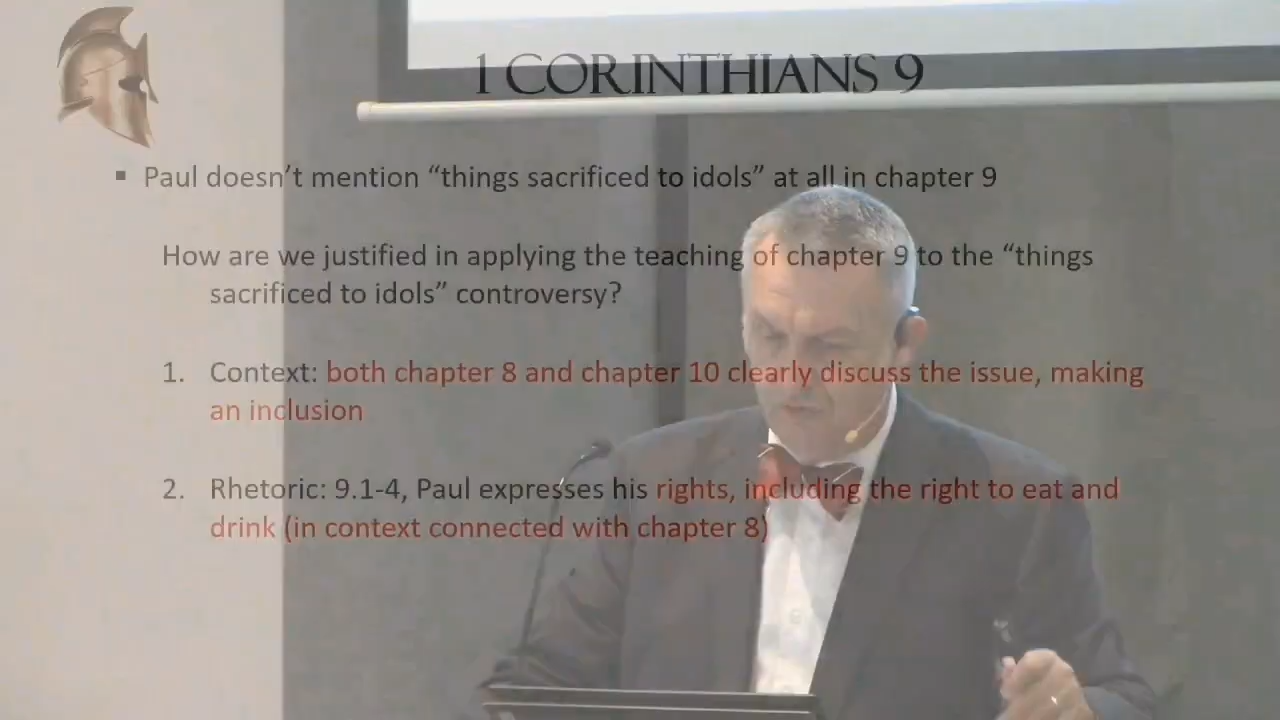 1 CORINTHIANS 9
▪ Paul doesn’t mention “things sacrificed to idols” at all in chapter 9
How are we justified in applying the teaching of chapter 9 to the “things
sacrificed to idols” controversy?
1. Context: both chapter 8 and chapter 10 clearly discuss the issue, making
an inclusion
2. Rhetoric: 9.1-4, Paul expresses his rights, including the right to eat and
drink (in context connected with chapter 8)